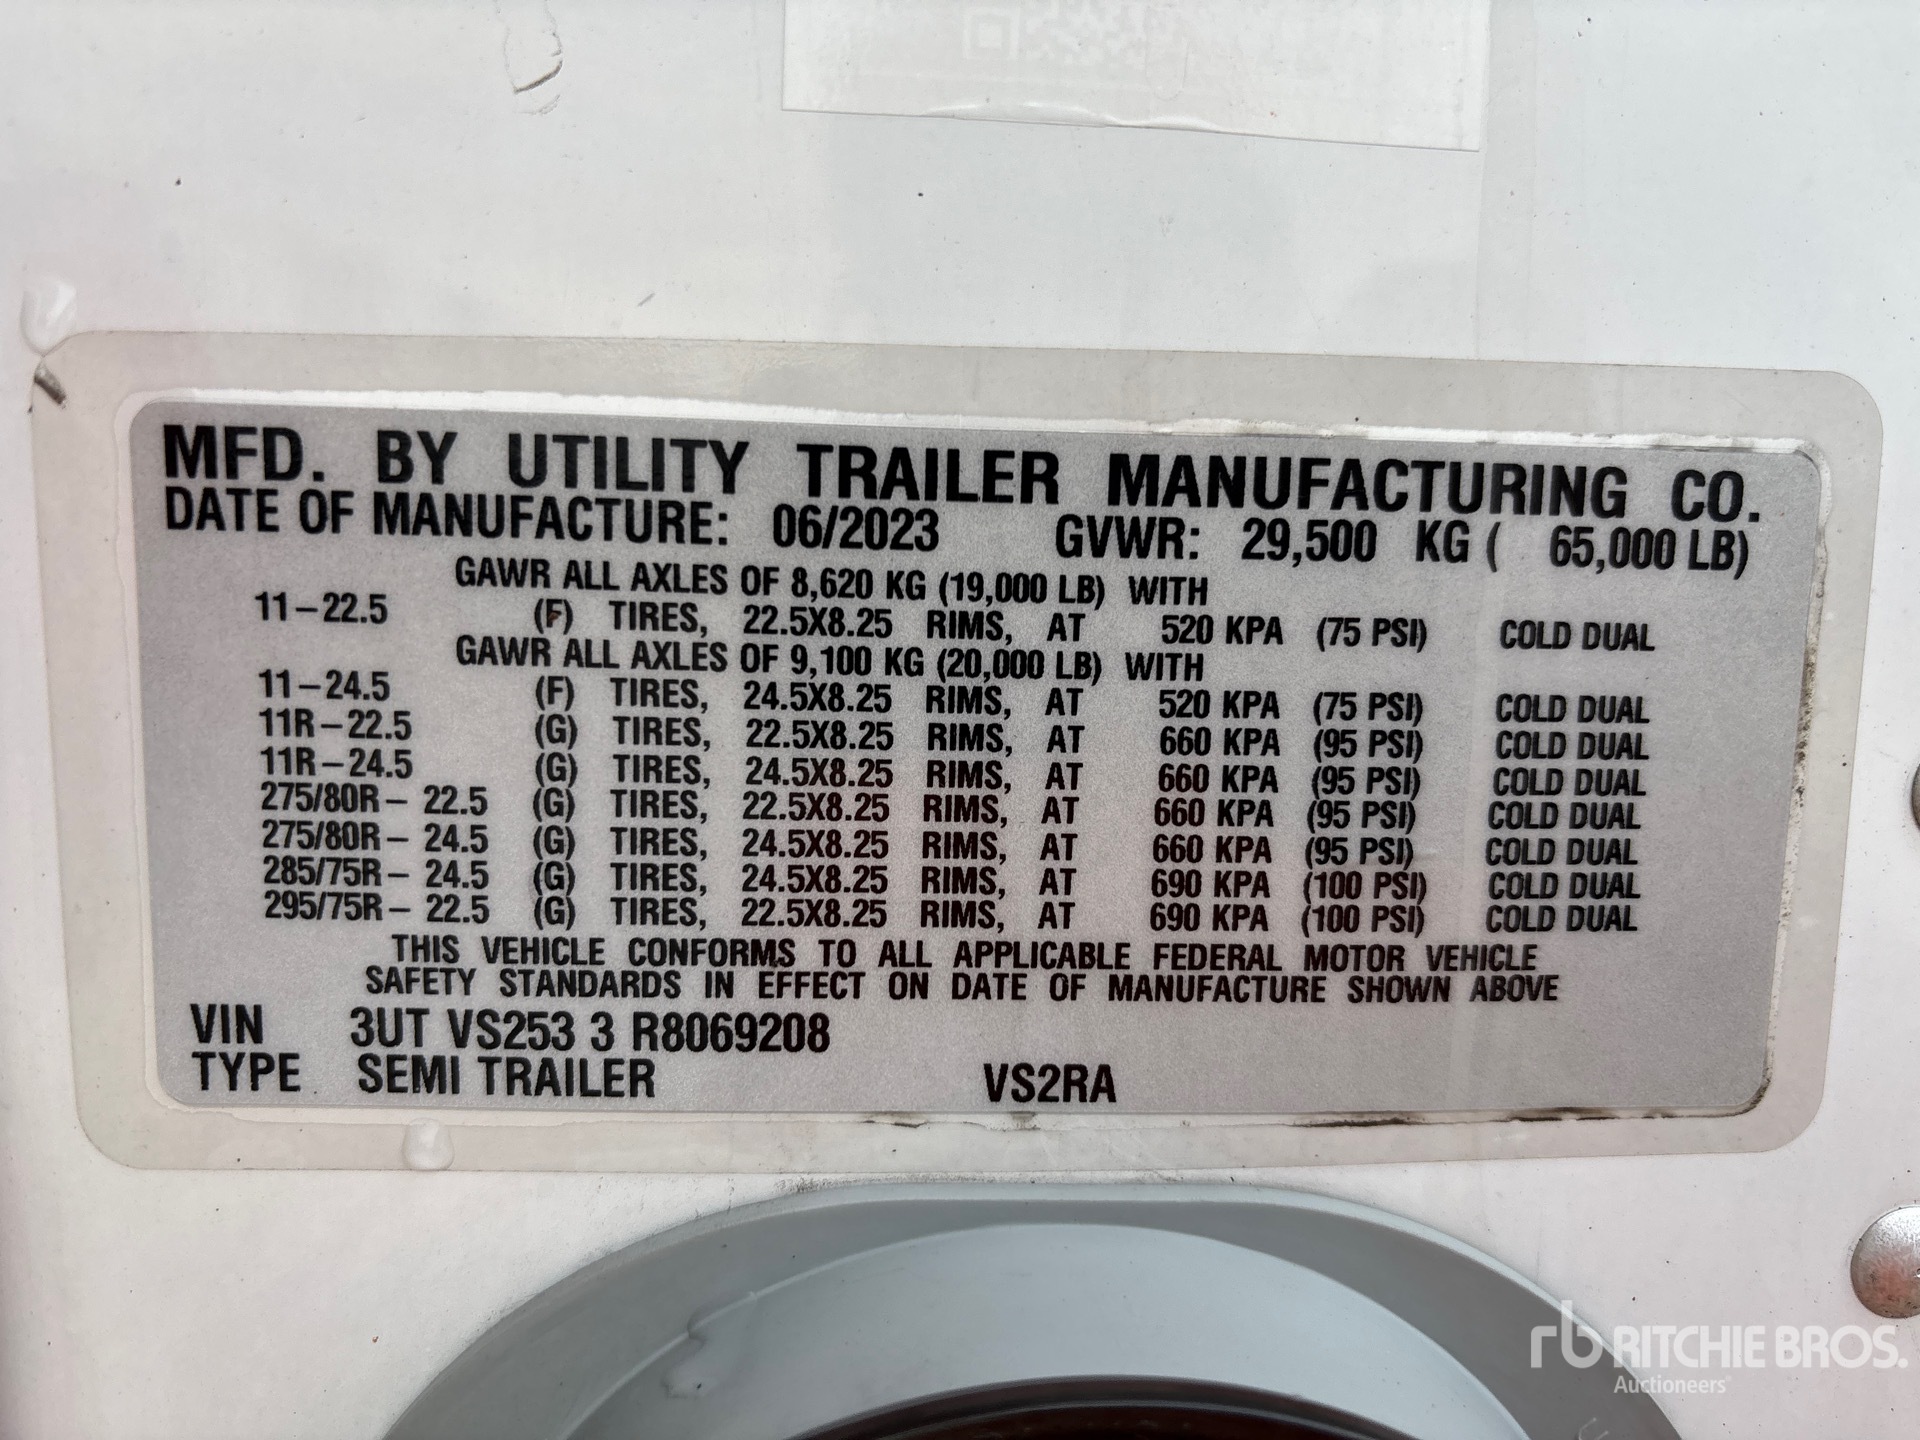 MFD. BY UTILITY TRAILER MANUFACTURING CO.
DATE OF MANUFACTURE: 06/2023 GVWR: 29,500 KG ( 65,000 LB)
GAWR ALL AXLES OF 8,620 KG (19,000 LB) WITH
11-22.5 (F) TIRES, 22.5X8.25 RIMS, AT 520 KPA (75 PSI) COLD DUAL
GAWR ALL AXLES OF 9,100 KG (20,000 LB) WITH
11-24.5 (F) TIRES, 24.5X8.25 RIMS, AT 520 KPA (75 PSI) COLD DUAL
11R-22.5 (G) TIRES, 22.5X8.25 RIMS, AT 660 KPA (95 PSI) COLD DUAL
11R-24.5 (G) TIRES, 24.5X8.25 RIMS, AT 660 KPA (95 PSI) COLD DUAL
275/80R- 22.5 (G) TIRES, 22.5X8.25 RIMS, AT 660 KPA (95 PSI) COLD DUAL
275/80R- 24.5 (G) TIRES, 24.5X8.25 RIMS, AT 660 KPA (95 PSI) COLD DUAL
285/75R- 24.5 (G) TIRES, 24.5X8.25 RIMS, AT 690 KPA (100 PSI) COLD DUAL
295/75R- 22.5 (G) TIRES, 22.5X8.25 RIMS, AT 690 KPA (100 PSI) COLD DUAL
THIS VEHICLE CONFORMS TO ALL APPLICABLE FEDERAL MOTOR VEHICLE
SAFETY STANDARDS IN EFFECT ON DATE OF MANUFACTURE SHOWN ABOVE
VIN 3UT VS253 3 R8069208
TYPE SEMI TRAILER VS2RA
rb RITCHIE BROS.
Auctioneers